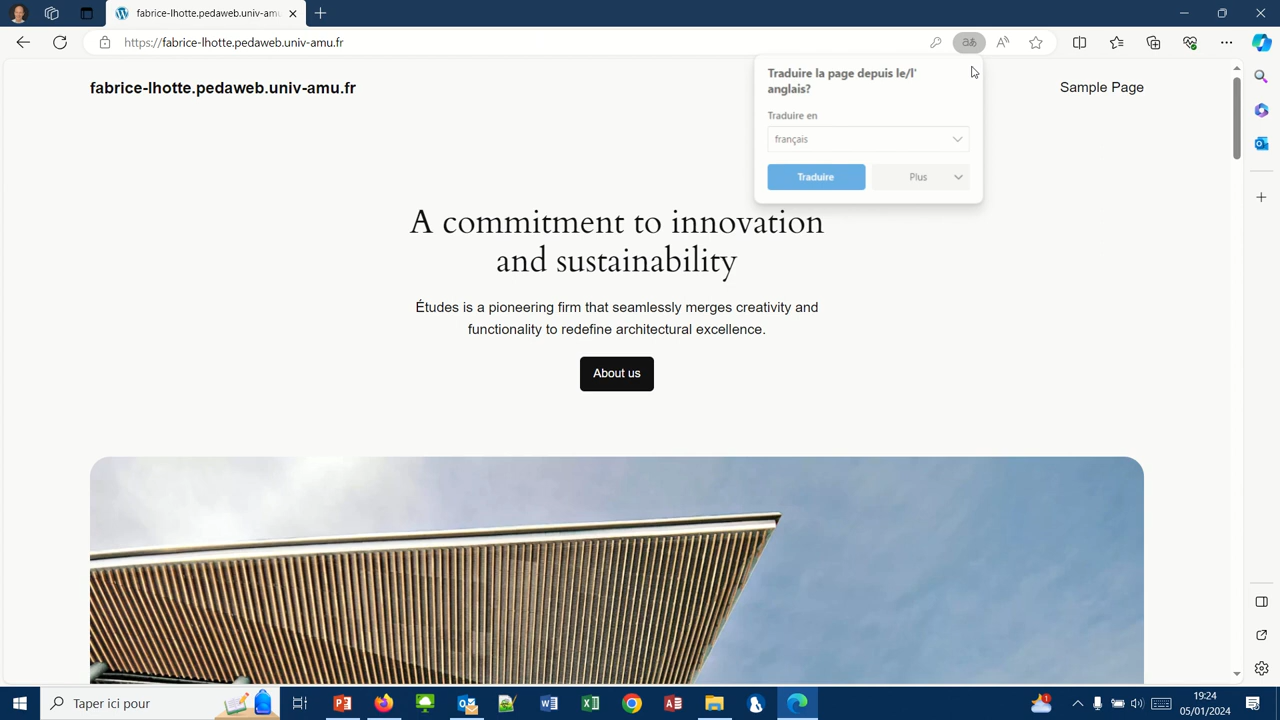 fabrice-lhotte.pedaweb.univ-amu
https://fabrice-lhotte.pedaweb.univ-amu.fr
fabrice-lhotte.pedaweb.univ-amu.fr
Sample Page
Traduire la page depuis le/l'
anglais?
Traduire en
français
Traduire
Plus
A commitment to innovation
and sustainability
Études is a pioneering firm that seamlessly merges creativity and
functionality to redefine architectural excellence.
About us
Taper ici pour
19:24
05/01/2024